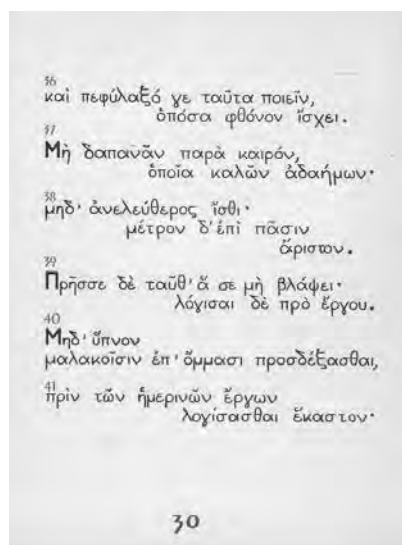 36
καὶ πεφύλαξό γε ταῦτα ποιεῖν,
ὁπόσα φθόνον ἴσχει.
37
Μὴ δαπανᾶν παρὰ καιρόν,
ὁποῖα καλῶν ἀδαήμων·
38
μηδ' ἀνελεύθερος ἴσθι·
μέτρον δ' ἐπὶ πᾶσιν
ἄριστον.
39
Πρῆσσε δὲ ταῦθ' ἅ σε μὴ βλάψει·
λόγισαι δὲ πρὸ ἔργου.
40
Μηδ' ὕπνον
μαλακοῖσιν ἐπ' ὄμμασι προσδέξασθαι,
41
πρὶν τῶν ἡμερινῶν ἔργων
λογίσασθαι ἕκαστον·
30